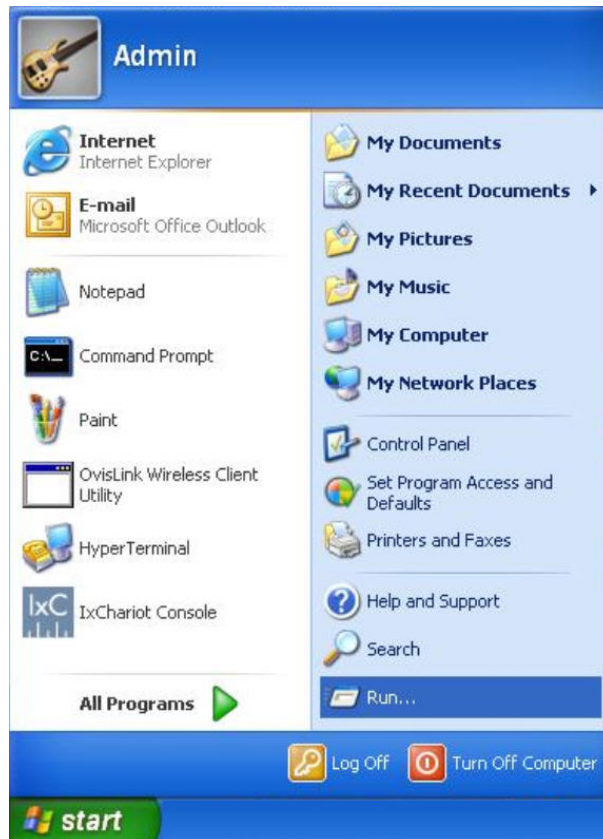 Admin
Internet
Internet Explorer
E-mail
Microsoft Office Outlook
Notepad
C:\_
Command Prompt
Paint
OvisLink Wireless Client
Utility
HyperTerminal
IxC
IxChariot Console
All Programs
My Documents
My Recent Documents
My Pictures
My Music
My Computer
My Network Places
Control Panel
Set Program Access and
Defaults
Printers and Faxes
Help and Support
Search
Run...
Log Off
Turn Off Computer
start